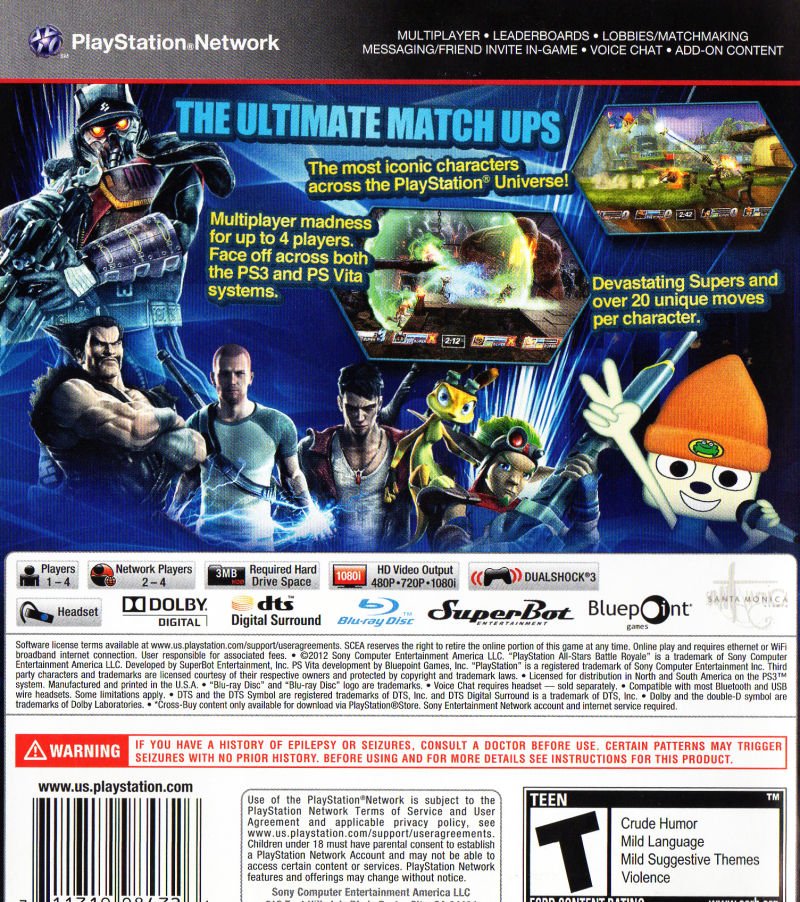 PlayStation®Network
SM
MULTIPLAYER • LEADERBOARDS • LOBBIES/MATCHMAKING
MESSAGING/FRIEND INVITE IN-GAME • VOICE CHAT • ADD-ON CONTENT
THE ULTIMATE MATCH UPS
The most iconic characters
across the PlayStation® Universe!
Multiplayer madness
for up to 4 players.
Face off across both
the PS3 and PS Vita
systems.
2:42
2:12
Devastating Supers and
over 20 unique moves
per character.
Players
1 – 4
Network Players
2 – 4
3MB
HDD
Required Hard
Drive Space
1080i
HD Video Output
480P•720P•1080i
DUALSHOCK®3
Headset
DOLBY
DIGITAL
dts
Digital Surround
Blu-ray Disc™
SuperBot
ENTERTAINMENT
Bluepoint
games
SANTA MONICA
Software license terms available at www.us.playstation.com/support/useragreements. SCEA reserves the right to retire the online portion of this game at any time. Online play and requires ethernet or WiFi
broadband internet connection. User responsible for associated fees. • ©2012 Sony Computer Entertainment America LLC. "PlayStation All-Stars Battle Royale" is a trademark of Sony Computer
Entertainment America LLC. Developed by SuperBot Entertainment, Inc. PS Vita development by Bluepoint Games, Inc. "PlayStation" is a registered trademark of Sony Computer Entertainment Inc. Third
party characters and trademarks are licensed courtesy of their respective owners and protected by copyright and trademark laws. • Licensed for distribution in North and South America on the PS3™
system. Manufactured and printed in the U.S.A. • "Blu-ray Disc" and "Blu-ray Disc" logo are trademarks. • Voice Chat requires headset — sold separately. • Compatible with most Bluetooth and USB
wire headsets. Some limitations apply. • DTS and the DTS Symbol are registered trademarks of DTS, Inc. and DTS Digital Surround is a trademark of DTS, Inc. • Dolby and the double-D symbol are
trademarks of Dolby Laboratories. • *Cross-Buy content only available for download via PlayStation®Store. Sony Entertainment Network account and internet service required.
WARNING
IF YOU HAVE A HISTORY OF EPILEPSY OR SEIZURES, CONSULT A DOCTOR BEFORE USE. CERTAIN PATTERNS MAY TRIGGER
SEIZURES WITH NO PRIOR HISTORY. BEFORE USING AND FOR MORE DETAILS SEE INSTRUCTIONS FOR THIS PRODUCT.
www.us.playstation.com
Use of the PlayStation®Network is subject to the
PlayStation Network Terms of Service and User
Agreement and applicable privacy policy, see
www.us.playstation.com/support/useragreements.
Children under 18 must have parental consent to establish
a PlayStation Network Account and may not be able to
access certain content or services. PlayStation Network
features and offerings may change without notice.
Sony Computer Entertainment America LLC
TEEN
TM
T
Crude Humor
Mild Language
Mild Suggestive Themes
Violence
ESRB CONTENT RATING
www.esrb.org